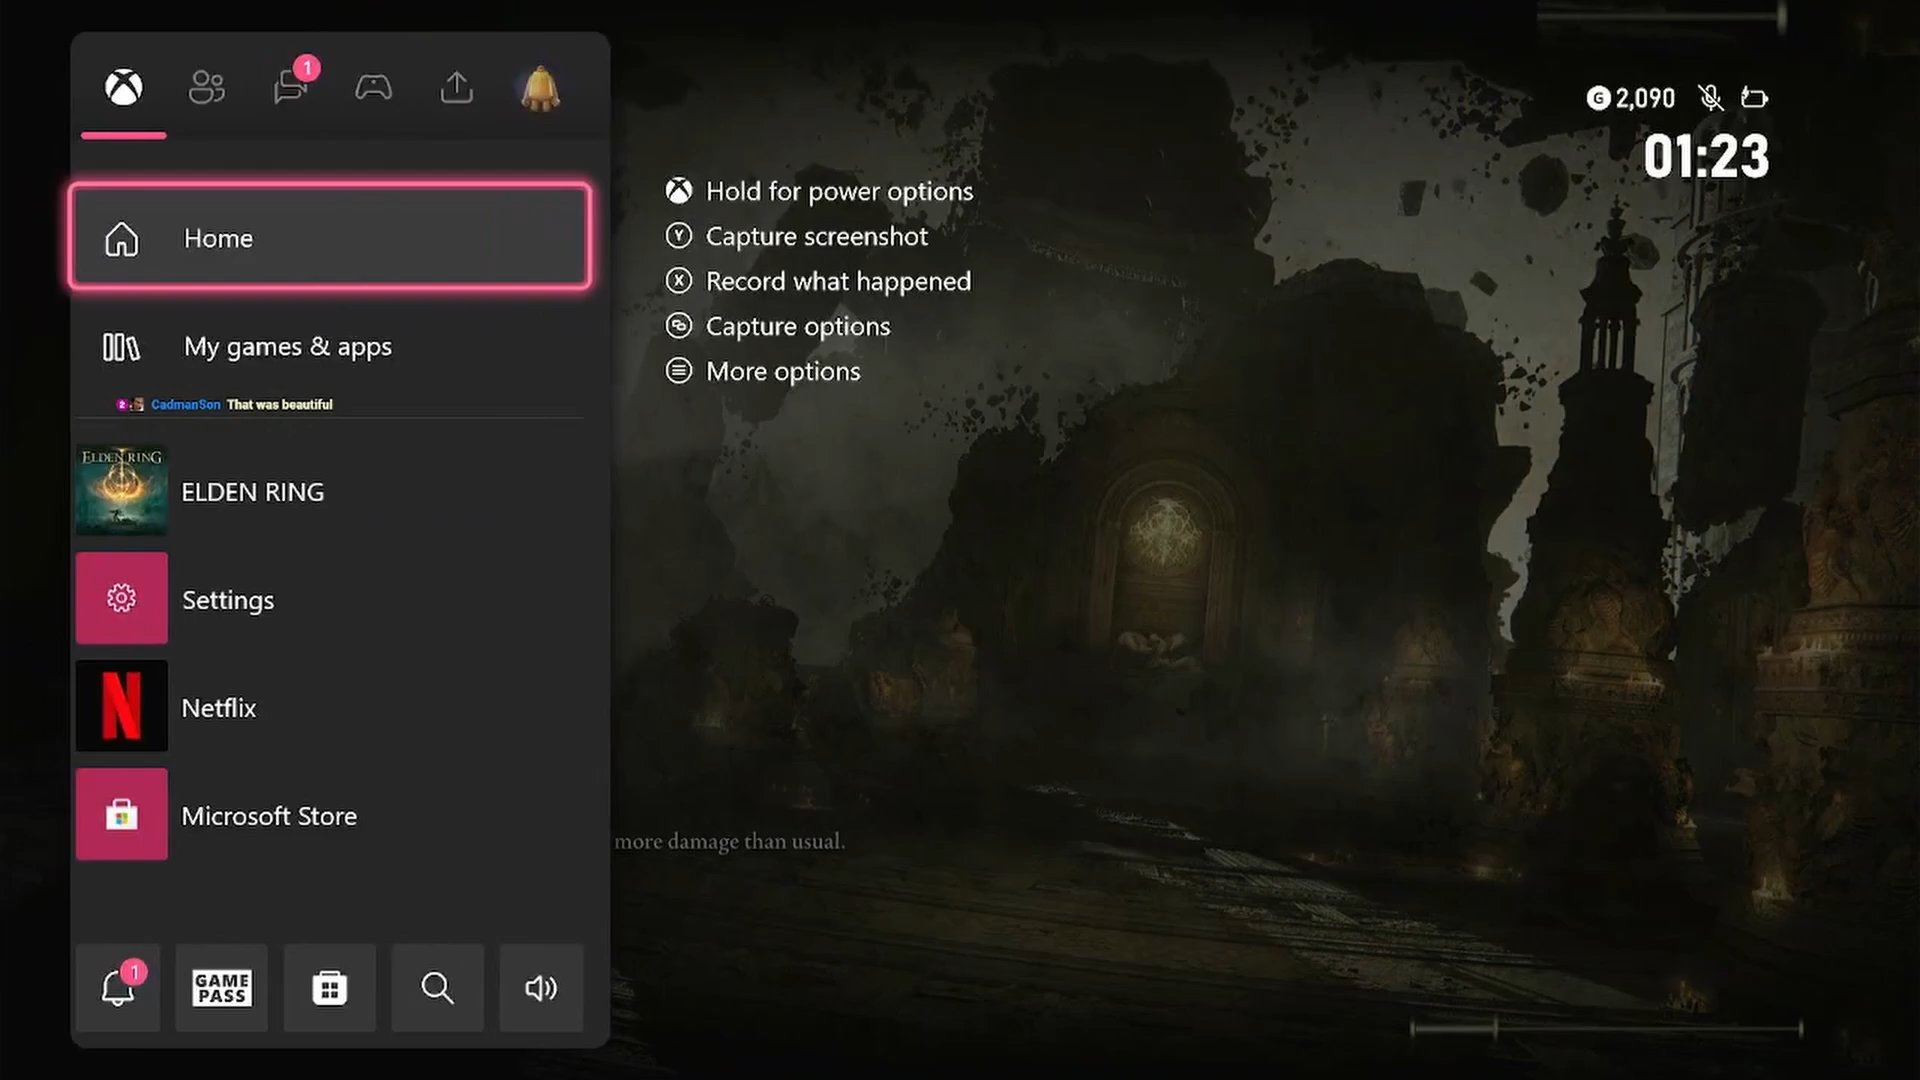 1
2,090
01:23
Home
Hold for power options
Y Capture screenshot
X Record what happened
Capture options
More options
My games & apps
2 CadmanSon That was beautiful
ELDEN RING
ELDEN RING
Settings
Netflix
Microsoft Store
more damage than usual.
1
GAME
PASS